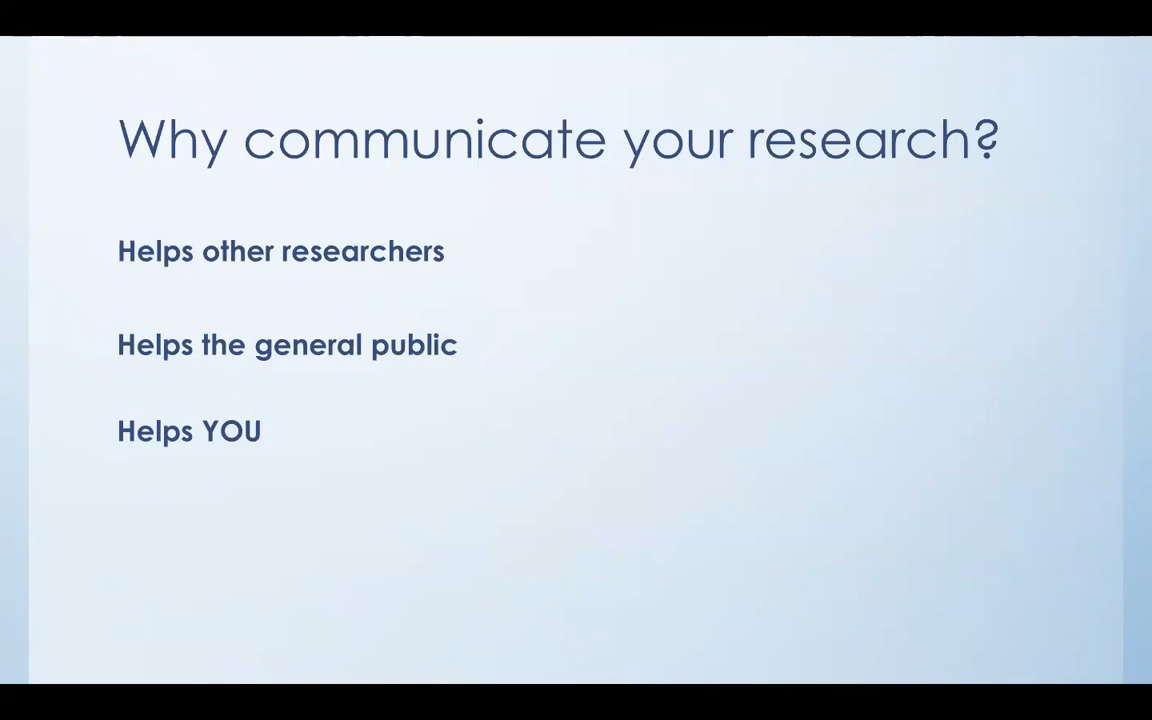 Why communicate your research?
Helps other researchers
Helps the general public
Helps YOU